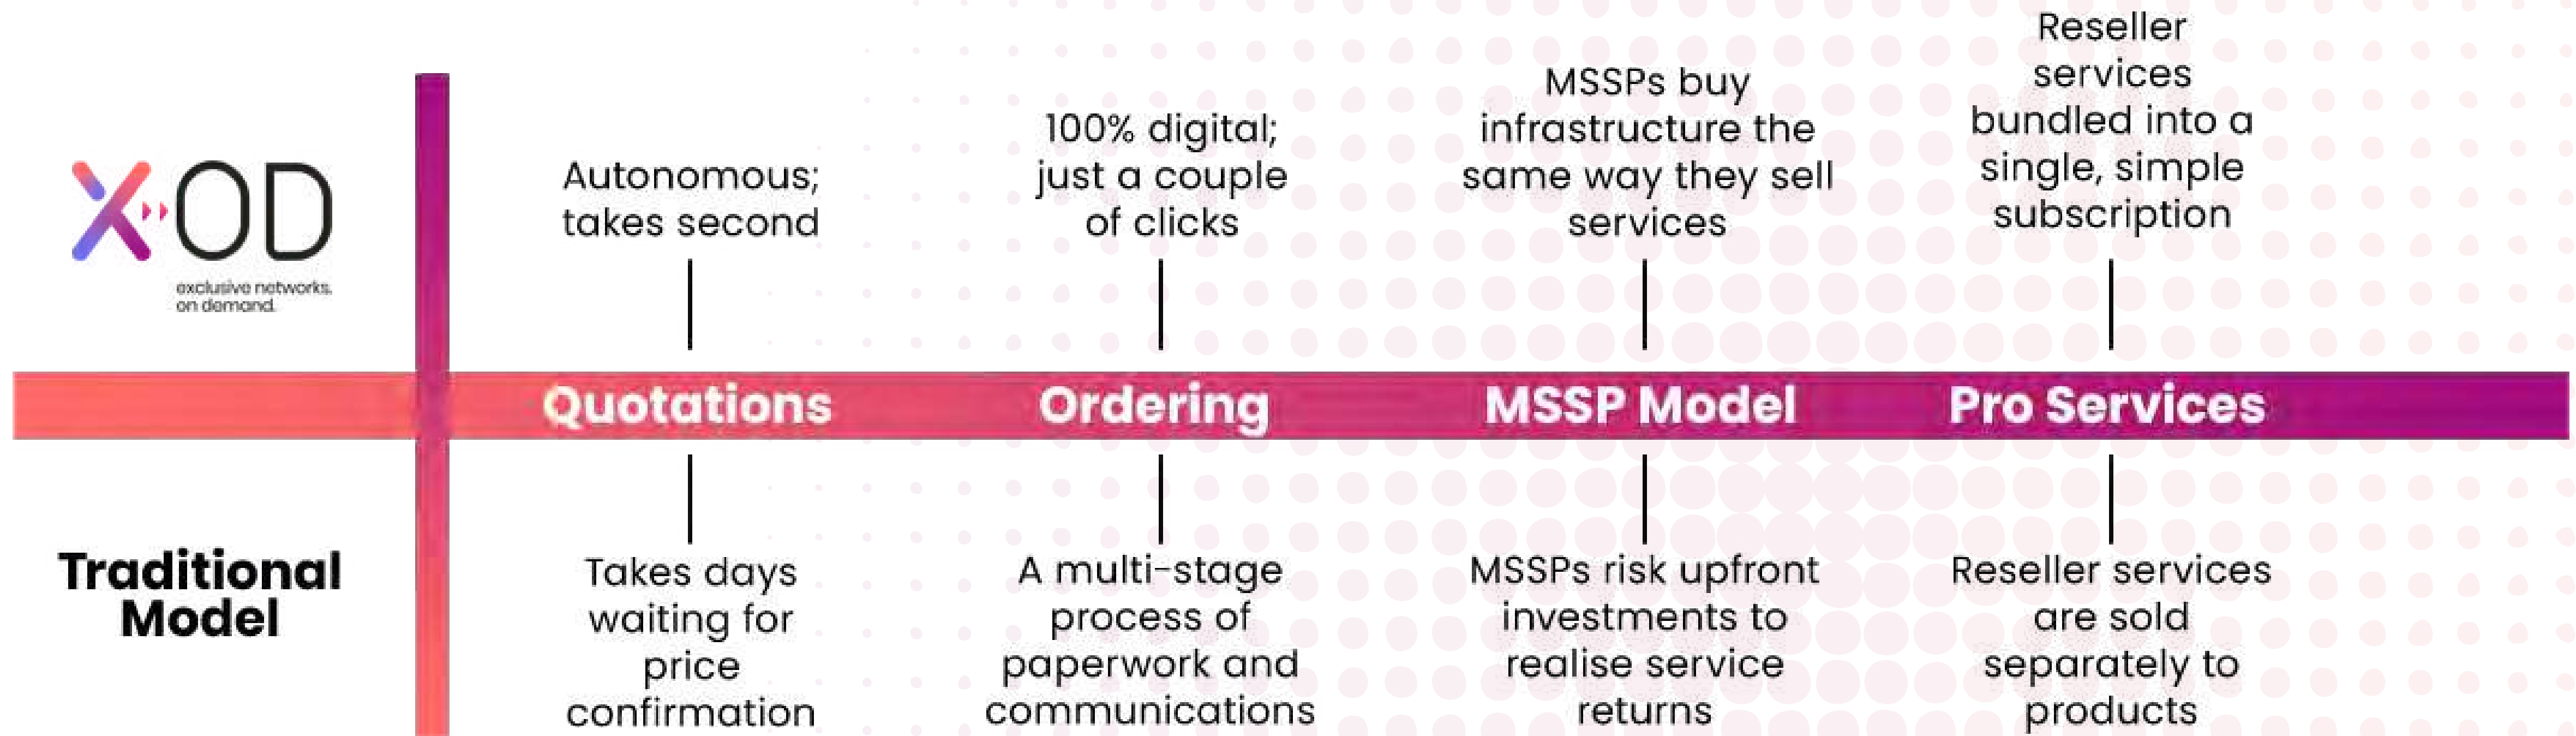 X OD
exclusive networks.
on demand.
Autonomous;
takes second
100% digital;
just a couple
of clicks
MSSPs buy
infrastructure the
same way they sell
services
Reseller
services
bundled into a
single, simple
subscription
Quotations
Ordering
MSSP Model
Pro Services
Traditional
Model
Takes days
waiting for
price
confirmation
A multi-stage
process of
paperwork and
communications
MSSPs risk upfront
investments to
realise service
returns
Reseller services
are sold
separately to
products